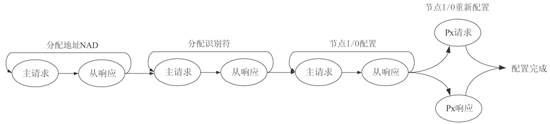 节点I/O重新配置
分配地址NAD
分配识别符
节点I/O配置
Px请求
主请求
从响应
主请求
从响应
主请求
从响应
配置完成
Px响应